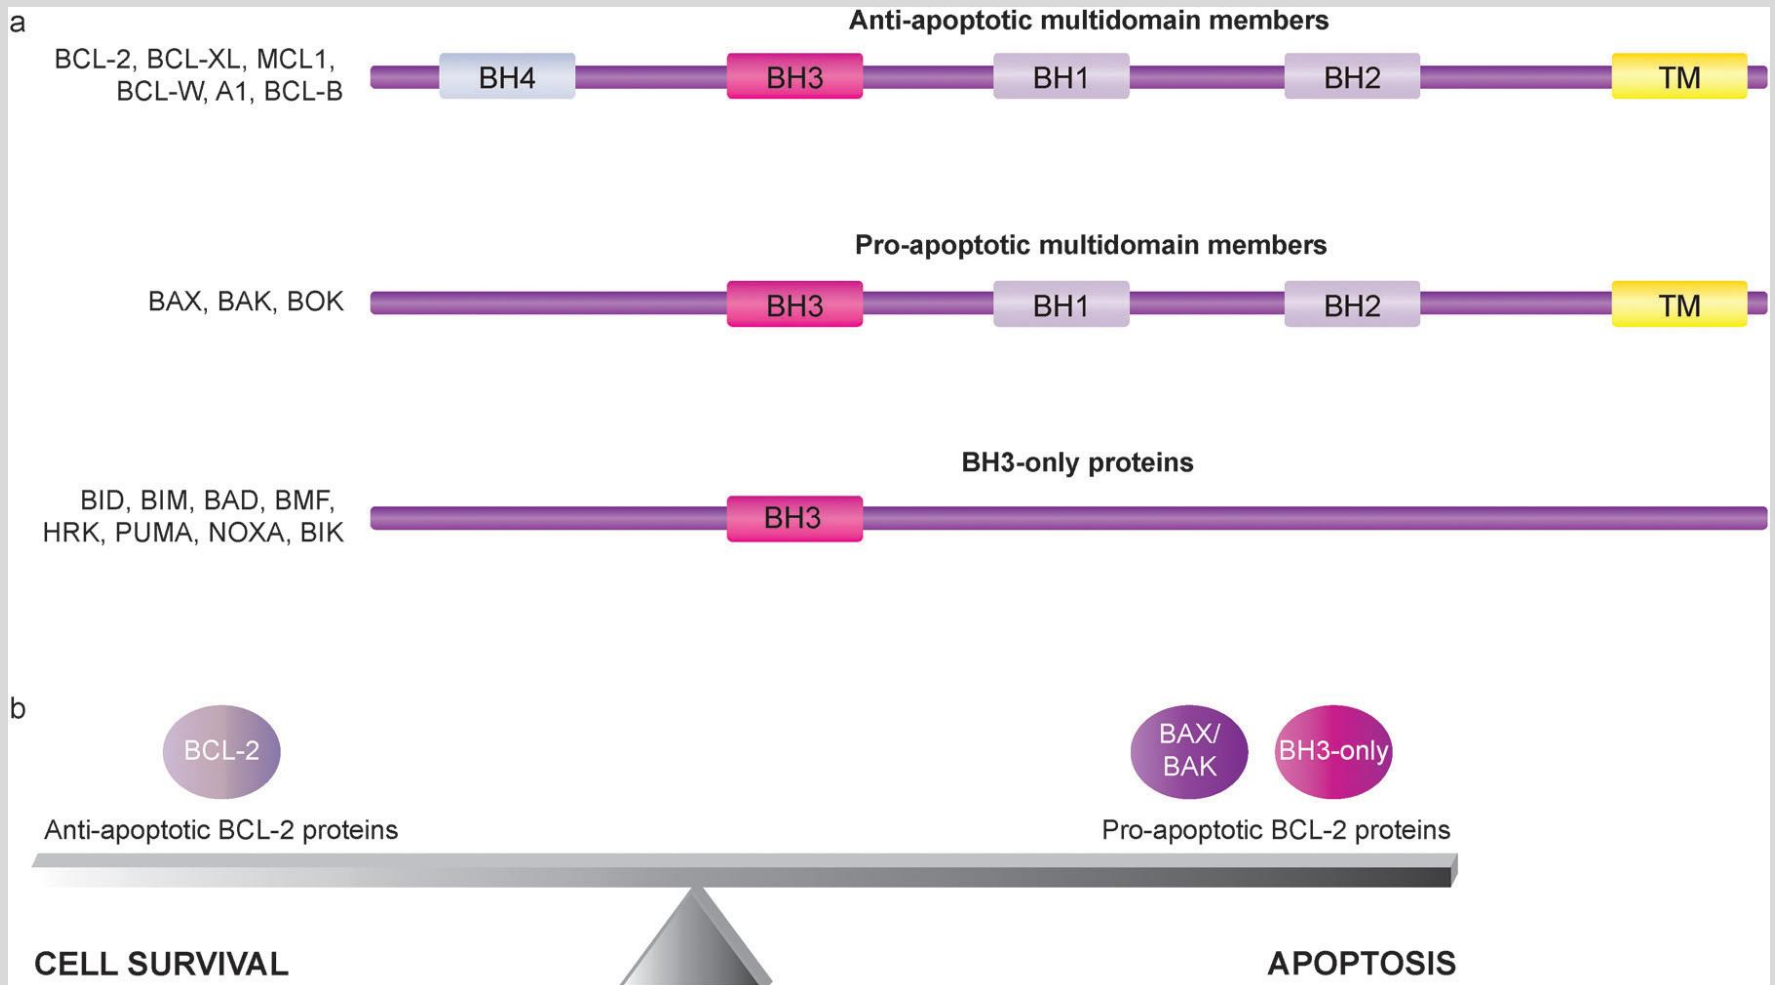 a
Anti-apoptotic multidomain members
BCL-2, BCL-XL, MCL1,
BCL-W, A1, BCL-B
BH4 BH3 BH1 BH2 TM
Pro-apoptotic multidomain members
BAX, BAK, BOK
BH3 BH1 BH2 TM
BH3-only proteins
BID, BIM, BAD, BMF,
HRK, PUMA, NOXA, BIK
BH3
b
BCL-2
BAX/
BAK
BH3-only
Anti-apoptotic BCL-2 proteins
Pro-apoptotic BCL-2 proteins
CELL SURVIVAL
APOPTOSIS